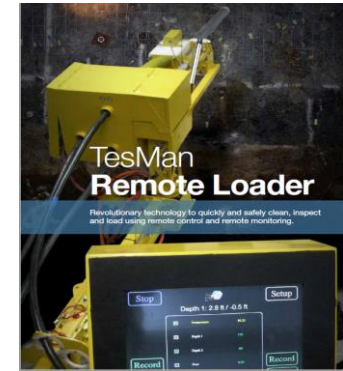 TesMan
Remote Loader
Revolutionary technology to quickly and safely clean, inspect
and load using remote control and remote monitoring.
Stop
Setup
Depth 1: 2.8 ft / -0.5 ft
Record
Record